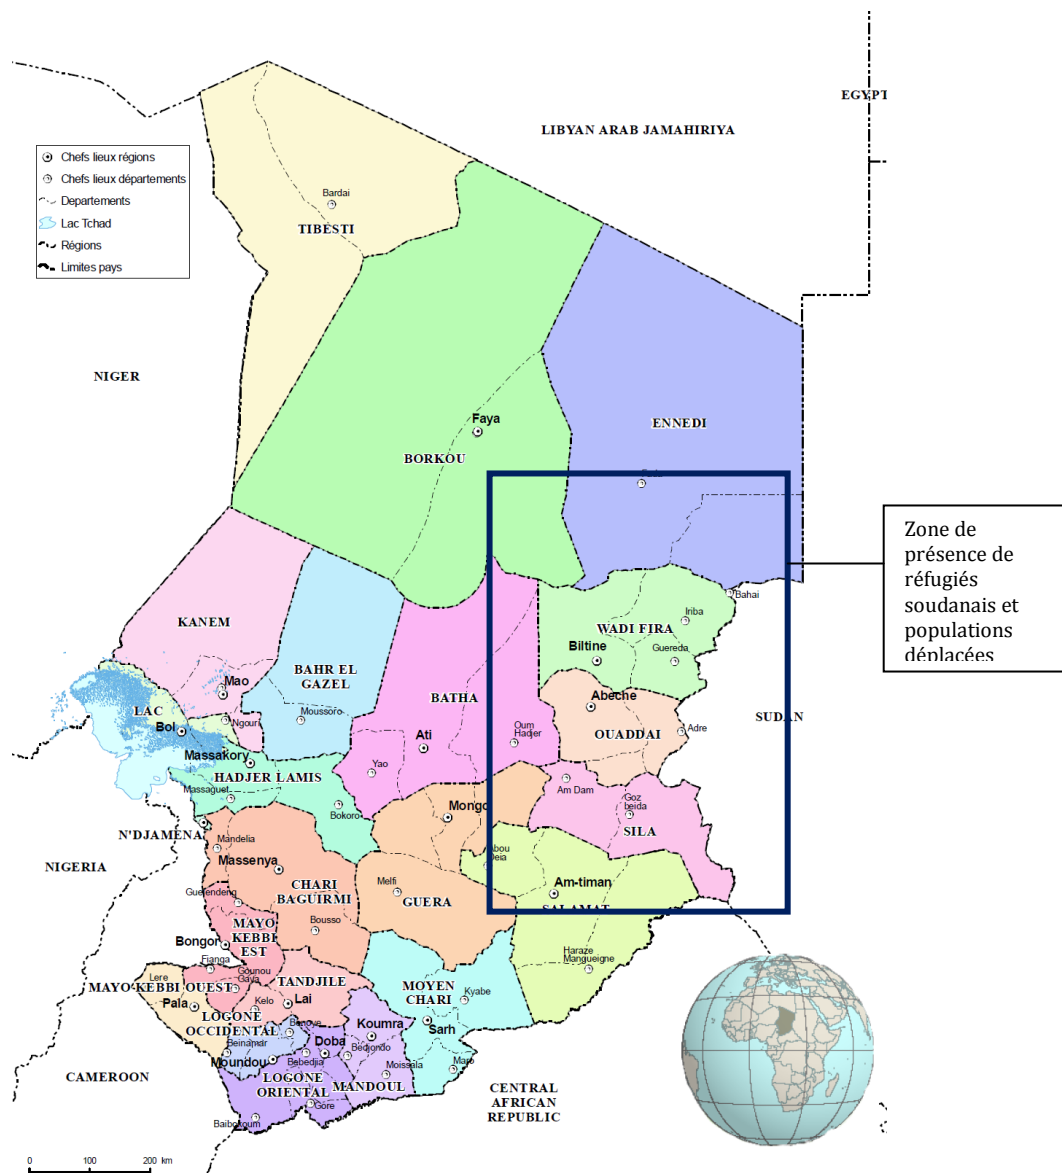 EGYPT
LIBYAN ARAB JAMAHIRIYA
Chefs lieux régions
Chefs lieux départements
Departements
Lac Tchad
Régions
Limites pays
Bardai
TIBESTI
NIGER
Faya
ENNEDI
BORKOU
Zone de
présence de
réfugiés
soudanais et
populations
déplacées
Bahai
Iriba
KANEM
WADI FIRA
Biltine
Guereda
BAHR EL
GAZEL
Mao
BATHA
Abeche
LAC
Ngouri
Moussoro
SUDAN
Bol
Oum
Hadjer
OUADDAI
Adre
Ati
Massakory
HADJER LAMIS
Yao
Am Dam
Massaguet
Goz
beida
Bokoro
Mongo
SILA
N'DJAMENA
Mandelia
Abou
Deia
NIGERIA
Massenya
CHARI
BAGUIRMI
Melfi
GUERA
Am-timan
SALAMAT
Guelendeng
Bousso
MAYO
KEBBI
EST
Bongor
Fianga
Haraze
Mangueigne
Lere
Gounou
Gaya
TANDJILE
MOYEN
CHARI
MAYO KEBBI OUEST
Pala
Kelo
Lai
Kyabe
LOGONE
OCCIDENTAL
Benoye
Koumra
Sarh
Beinamar
Doba
Bedjondo
Moundou
Bebedjia
Moissala
Maro
CAMEROON
LOGONE
ORIENTAL
MANDOUL
CENTRAL
AFRICAN
REPUBLIC
Gore
Baibokoum
0 100 200 km